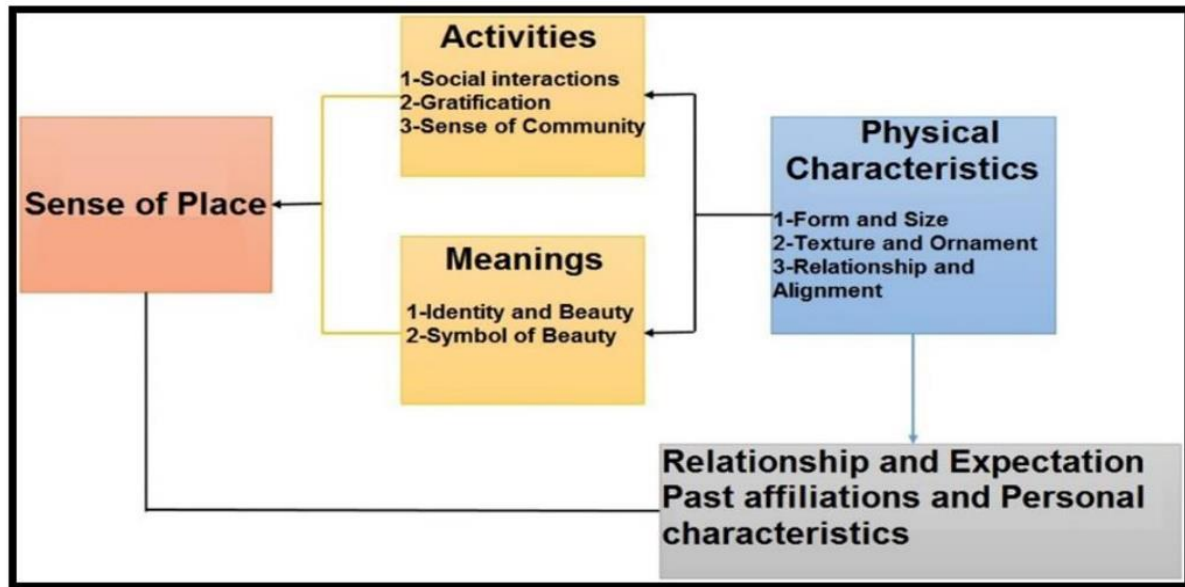 Activities
1-Social interactions
2-Gratification
3-Sense of Community
Sense of Place
Physical
Characteristics
1-Form and Size
2-Texture and Ornament
3-Relationship and
Alignment
Meanings
1-Identity and Beauty
2-Symbol of Beauty
Relationship and Expectation
Past affiliations and Personal
characteristics